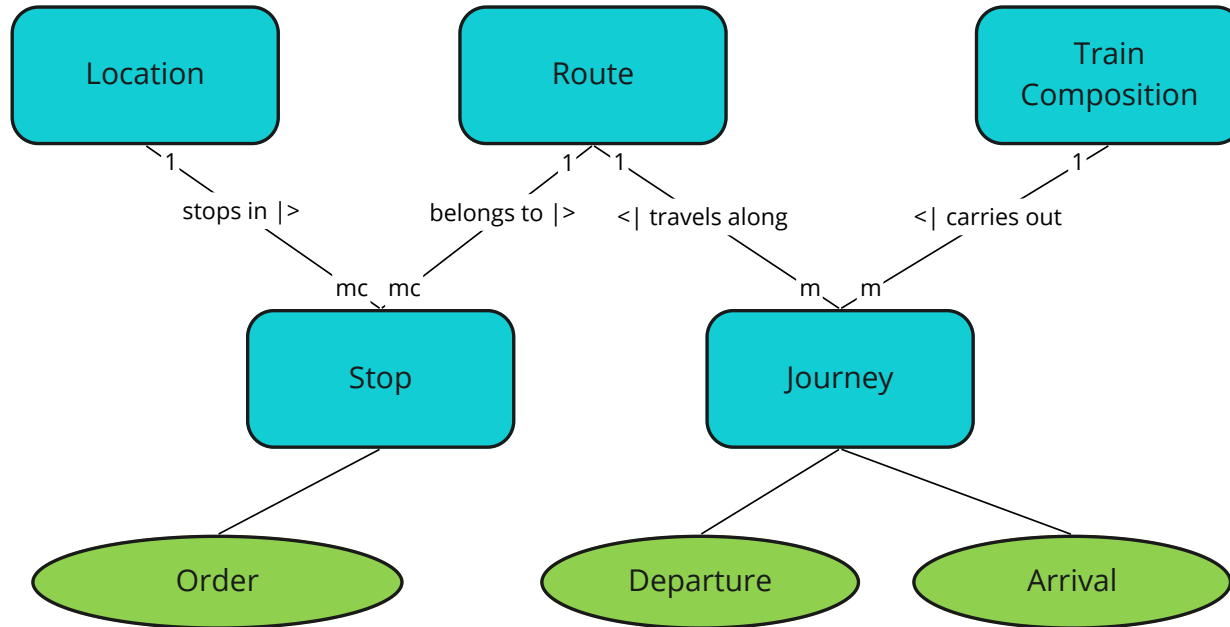 Location
Route
Train
Composition
1
1
1
1
stops in |>
belongs to |>
<| travels along
<| carries out
mc
mc
m
m
Stop
Journey
Order
Departure
Arrival